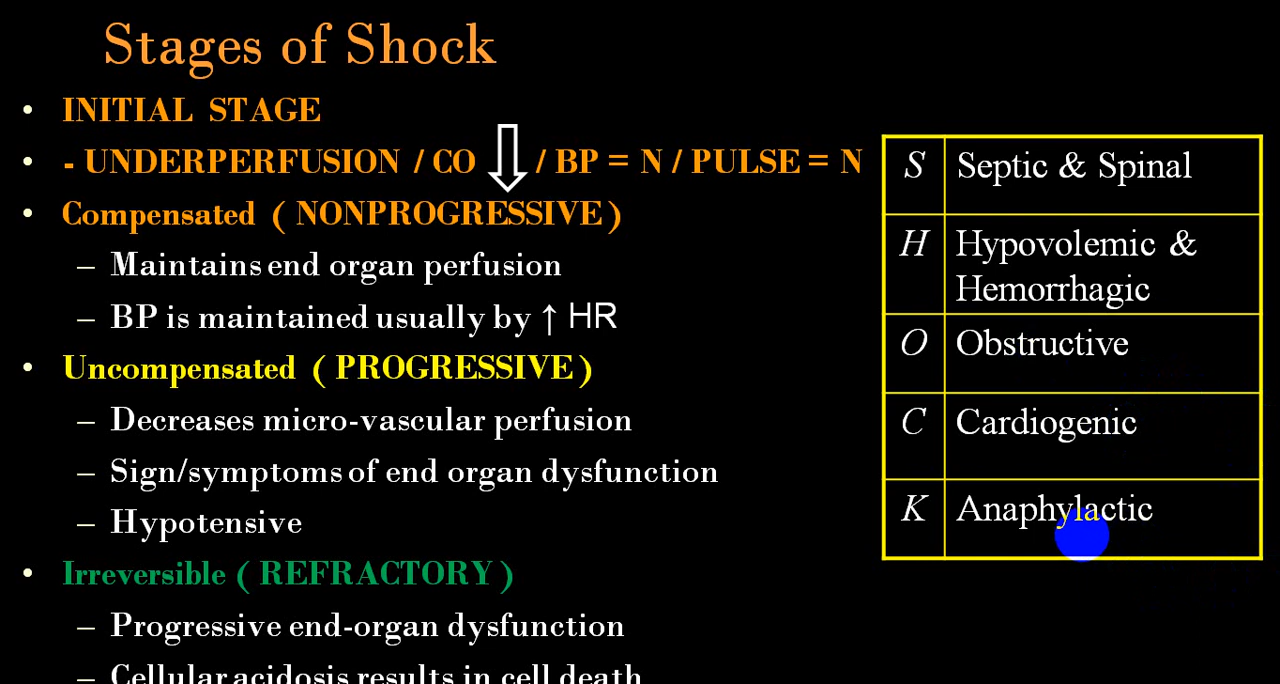 Stages of Shock
• INITIAL STAGE
• - UNDERPERFUSION / CO ⇩ / BP = N / PULSE = N
• Compensated ( NONPROGRESSIVE )
– Maintains end organ perfusion
– BP is maintained usually by ↑ HR
• Uncompensated ( PROGRESSIVE )
– Decreases micro-vascular perfusion
– Sign/symptoms of end organ dysfunction
– Hypotensive
• Irreversible ( REFRACTORY )
– Progressive end-organ dysfunction
– Cellular acidosis results in cell death
S Septic & Spinal
H Hypovolemic &
Hemorrhagic
O Obstructive
C Cardiogenic
K Anaphylactic